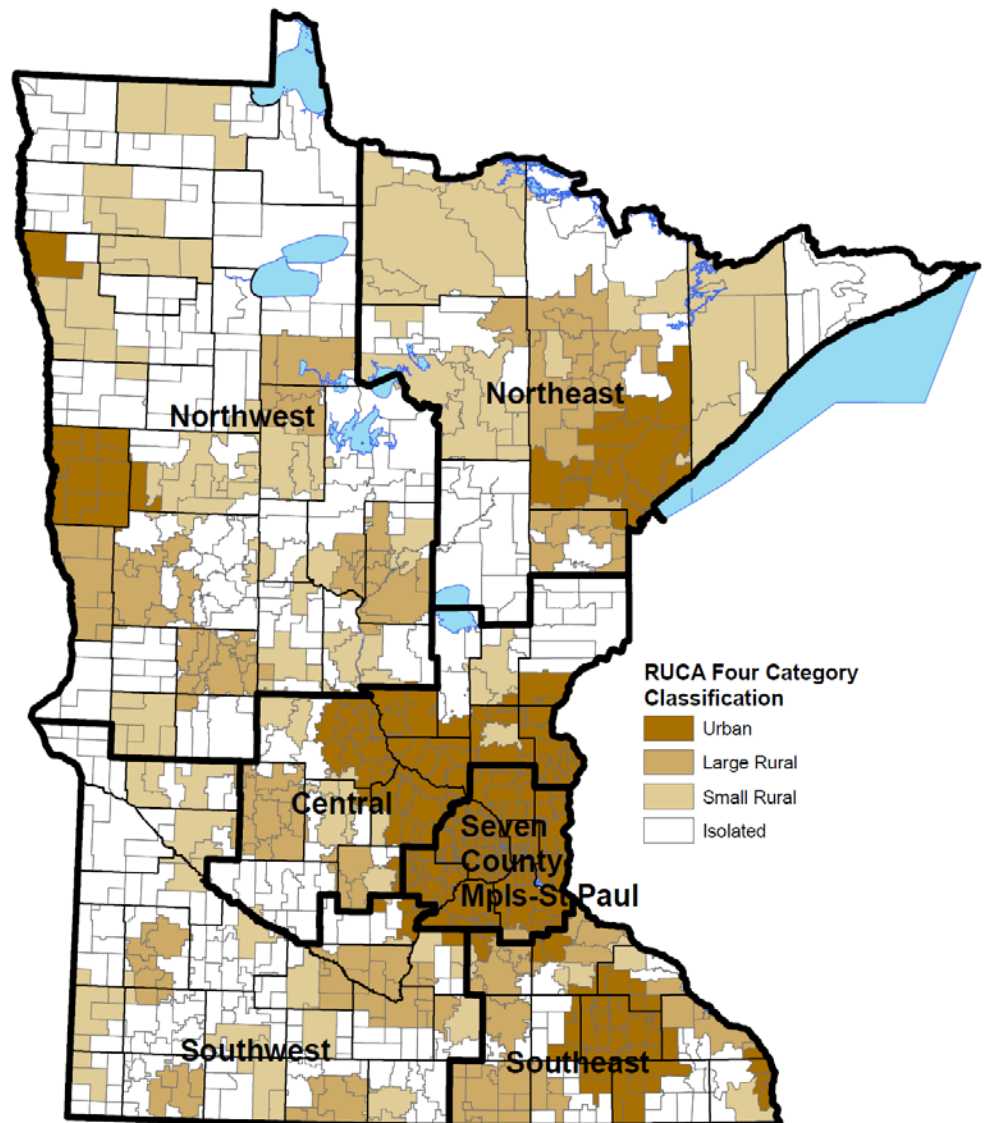 Northwest
Northeast
RUCA Four Category
Classification
Urban
Large Rural
Small Rural
Isolated
Central
Seven
County
Mpls-St Paul
Southwest
Southeast